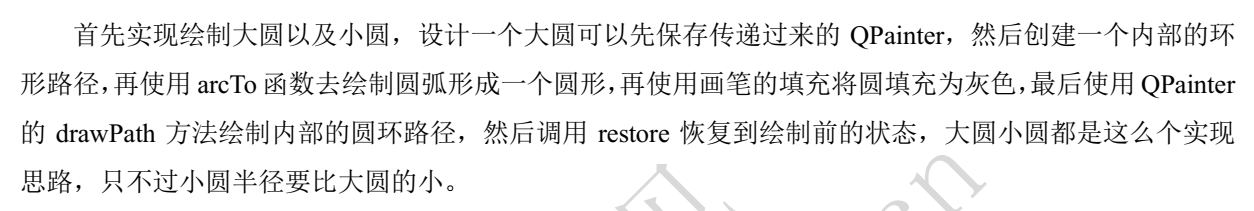 首先实现绘制大圆以及小圆，设计一个大圆可以先保存传递过来的 QPainter，然后创建一个内部的环
形路径，再使用 arcTo 函数去绘制圆弧形成一个圆形，再使用画笔的填充将圆填充为灰色，最后使用 QPainter
的 drawPath 方法绘制内部的圆环路径，然后调用 restore 恢复到绘制前的状态，大圆小圆都是这么个实现
思路，只不过小圆半径要比大圆的小。